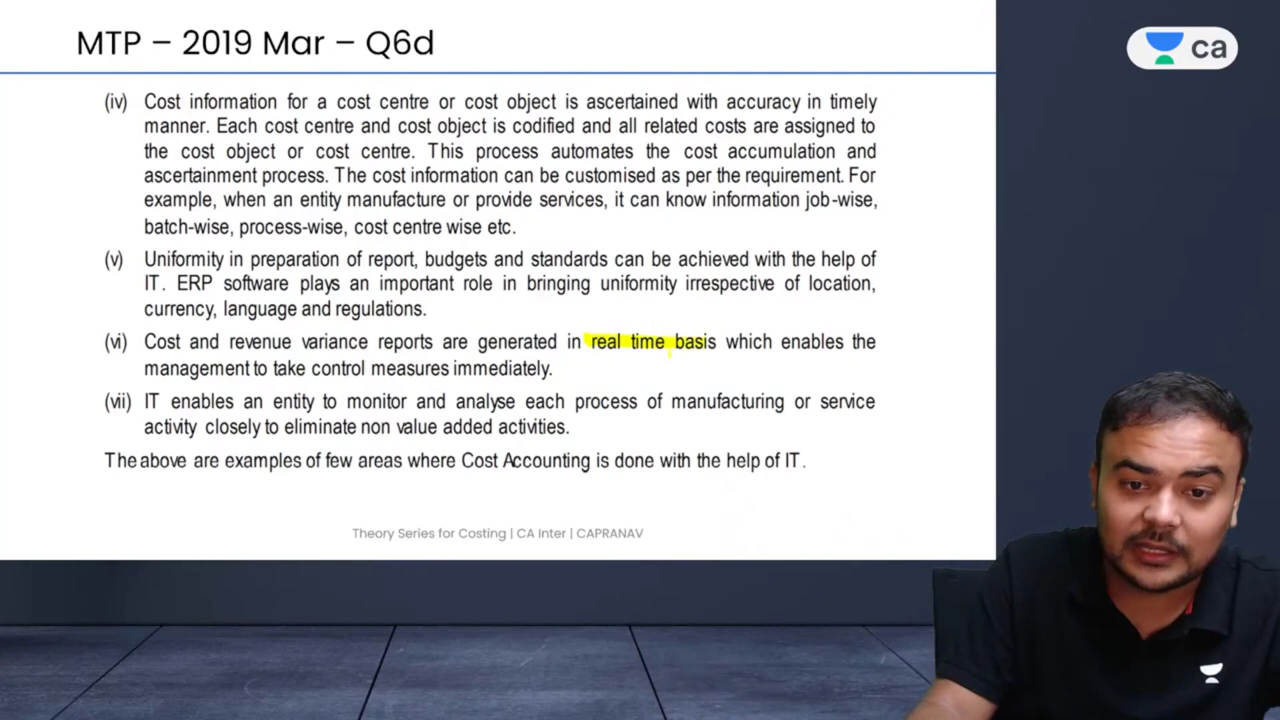 MTP – 2019 Mar – Q6d
ca
(iv) Cost information for a cost centre or cost object is ascertained with accuracy in timely
manner. Each cost centre and cost object is codified and all related costs are assigned to
the cost object or cost centre. This process automates the cost accumulation and
ascertainment process. The cost information can be customised as per the requirement. For
example, when an entity manufacture or provide services, it can know information job-wise,
batch-wise, process-wise, cost centre wise etc.
(v) Uniformity in preparation of report, budgets and standards can be achieved with the help of
IT. ERP software plays an important role in bringing uniformity irrespective of location,
currency, language and regulations.
(vi) Cost and revenue variance reports are generated in real time basis which enables the
management to take control measures immediately.
(vii) IT enables an entity to monitor and analyse each process of manufacturing or service
activity closely to eliminate non value added activities.
The above are examples of few areas where Cost Accounting is done with the help of IT.
Theory Series for Costing | CA Inter | CAPRANAV